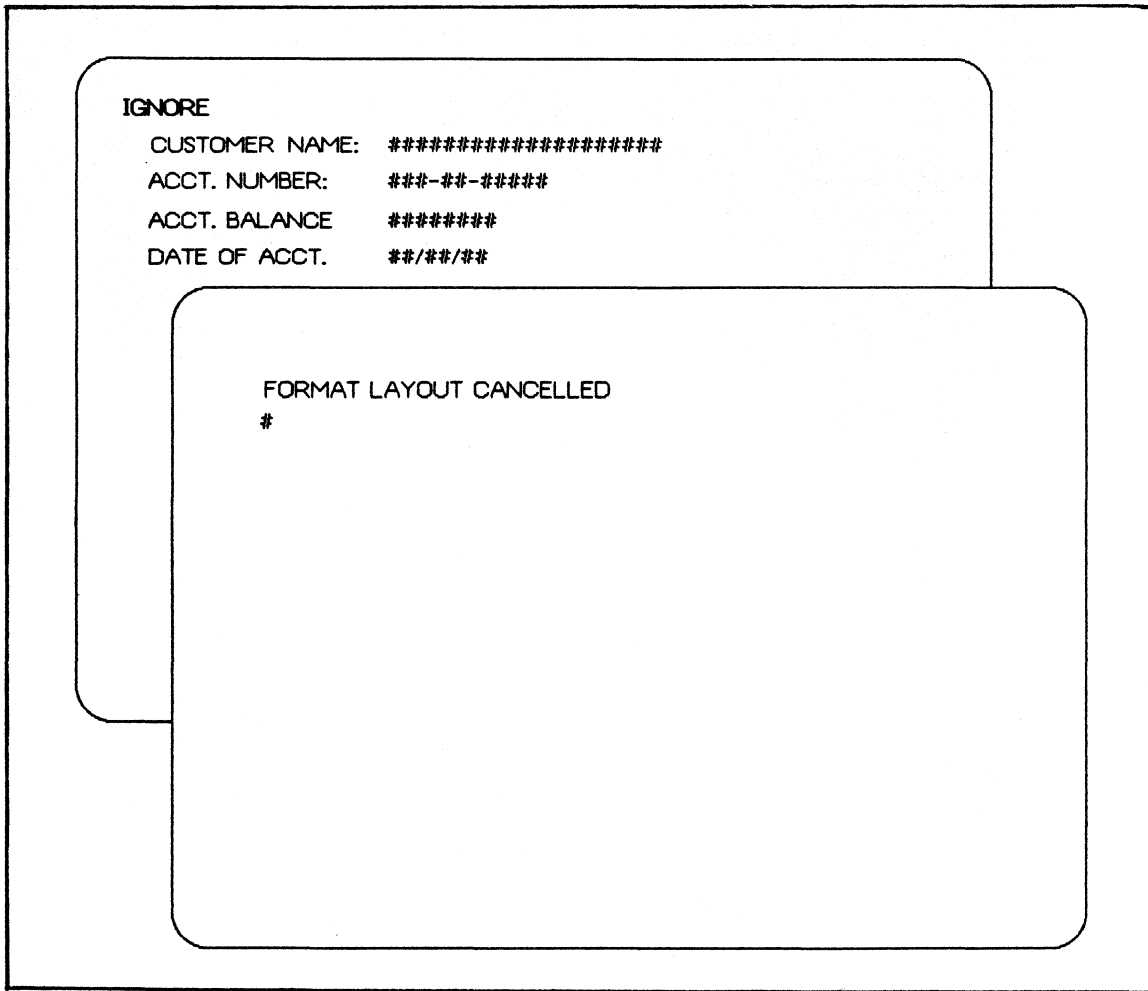 IGNORE
CUSTOMER NAME: ####################
ACCT. NUMBER: ###-##-#####
ACCT. BALANCE ########
DATE OF ACCT. ##/##/##
FORMAT LAYOUT CANCELLED
#